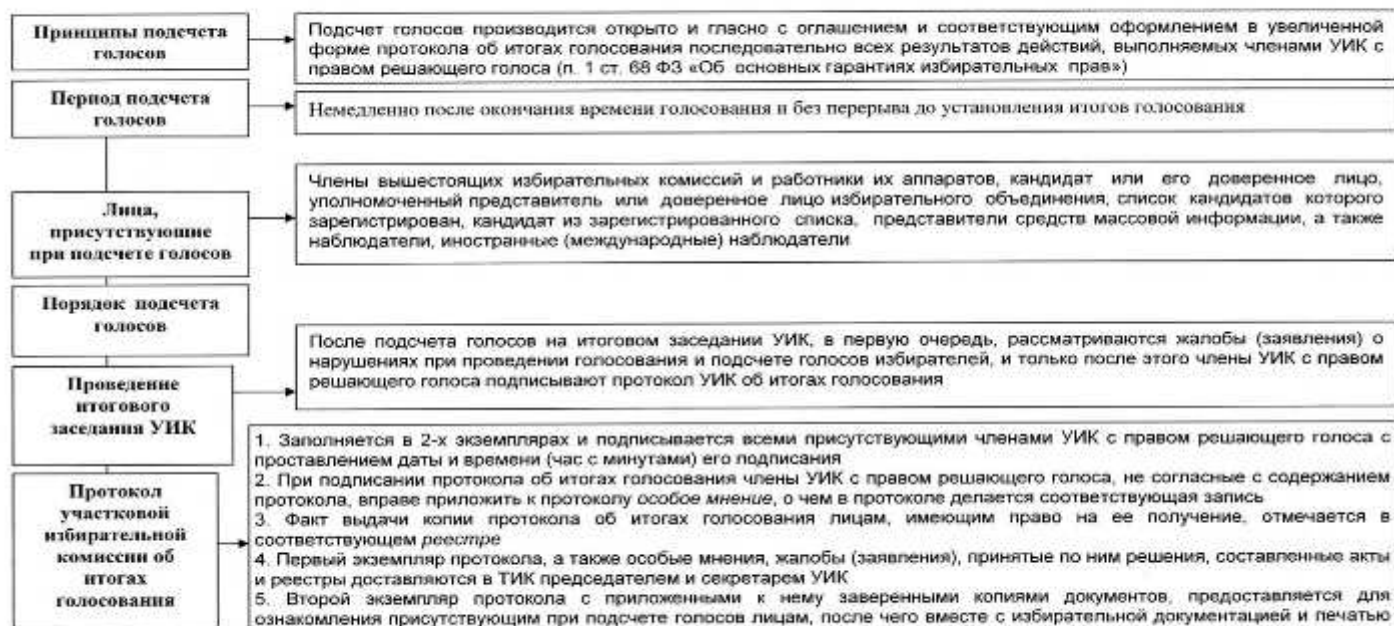 Принципы подсчета
голосов
Подсчет голосов производится открыто и гласно с оглашением и соответствующим оформлением в увеличенной
форме протокола об итогах голосования последовательно всех результатов действий, выполняемых членами УИК с
правом решающего голоса (п. 1 ст. 68 ФЗ «Об основных гарантиях избирательных прав»)
Период подсчета
голосов
Немедленно после окончания времени голосования и без перерыва до установления итогов голосования
Лица,
присутствующие
при подсчете голосов
Члены вышестоящих избирательных комиссий и работники их аппаратов, кандидат или его доверенное лицо,
уполномоченный представитель или доверенное лицо избирательного объединения, список кандидатов которого
зарегистрирован, кандидат из зарегистрированного списка, представители средств массовой информации, а также
наблюдатели, иностранные (международные) наблюдатели
Порядок подсчета
голосов
Проведение
итогового
заседания УИК
После подсчета голосов на итоговом заседании УИК, в первую очередь, рассматриваются жалобы (заявления) о
нарушениях при проведении голосования и подсчете голосов избирателей, и только после этого члены УИК с правом
решающего голоса подписывают протокол УИК об итогах голосования
Протокол
участковой
избирательной
комиссии об
итогах
голосования
1. Заполняется в 2-х экземплярах и подписывается всеми присутствующими членами УИК с правом решающего голоса с
проставлением даты и времени (час с минутами) его подписания
2. При подписании протокола об итогах голосования члены УИК с правом решающего голоса, не согласные с содержанием
протокола, вправе приложить к протоколу особое мнение, о чем в протоколе делается соответствующая запись
3. Факт выдачи копии протокола об итогах голосования лицам, имеющим право на ее получение, отмечается в
соответствующем реестре
4. Первый экземпляр протокола, а также особые мнения, жалобы (заявления), принятые по ним решения, составленные акты
и реестры доставляются в ТИК председателем и секретарем УИК
5. Второй экземпляр протокола с приложенными к нему заверенными копиями документов, предоставляется для
ознакомления присутствующим при подсчете голосов лицам, после чего вместе с избирательной документацией и печатью